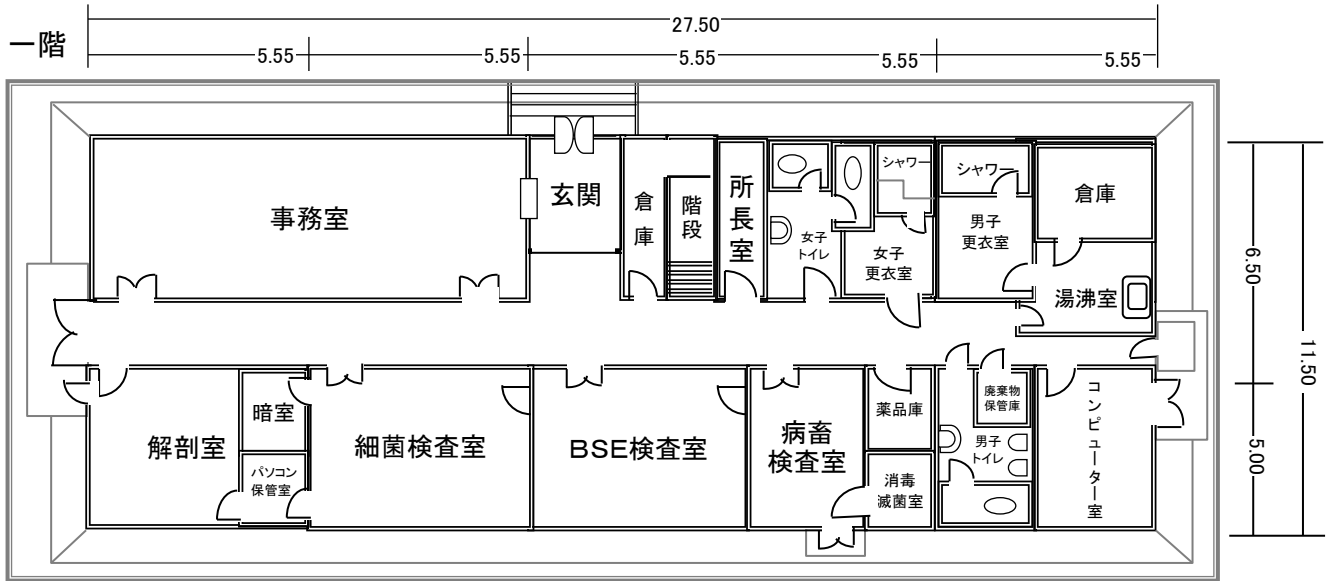 27.50
一階
5.55
5.55
5.55
5.55
5.55
事務室
玄関
倉庫
階段
所長室
女子
トイレ
シャワー
女子
更衣室
シャワー
男子
更衣室
倉庫
湯沸室
6.50
11.50
5.00
解剖室
暗室
パソコン
保管室
細菌検査室
BSE検査室
病畜
検査室
薬品庫
消毒
滅菌室
廃棄物
保管庫
男子
トイレ
コンピューター室